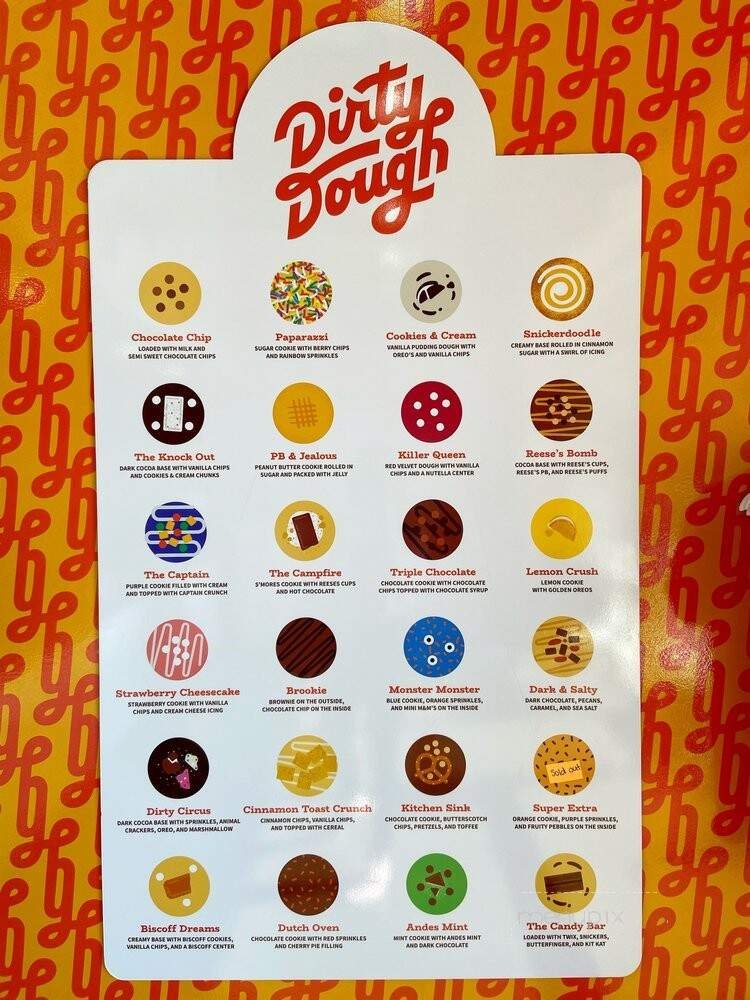 Dirty
Dough
Chocolate Chip
LOADED WITH MILK AND
SEMI SWEET CHOCOLATE CHIPS
Paparazzi
SUGAR COOKIE WITH BERRY CHIPS
AND RAINBOW SPRINKLES
Cookies & Cream
VANILLA PUDDING DOUGH WITH
OREO'S AND VANILLA CHIPS
Snickerdoodle
CREAMY BASE ROLLED IN CINNAMON
SUGAR WITH A SWIRL OF ICING
The Knock Out
DARK COCOA BASE WITH VANILLA CHIPS
AND COOKIES & CREAM CHUNKS
PB & Jealous
PEANUT BUTTER COOKIE ROLLED IN
SUGAR AND PACKED WITH JELLY
Killer Queen
RED VELVET DOUGH WITH VANILLA
CHIPS AND A NUTELLA CENTER
Reese's Bomb
COCOA BASE WITH REESE'S CUPS,
REESE'S PB, AND REESE'S PUFFS
The Captain
PURPLE COOKIE FILLED WITH CREAM
AND TOPPED WITH CAPTAIN CRUNCH
The Campfire
S'MORES COOKIE WITH REESES CUPS
AND HOT CHOCOLATE
Triple Chocolate
CHOCOLATE COOKIE WITH CHOCOLATE
CHIPS TOPPED WITH CHOCOLATE SYRUP
Lemon Crush
LEMON COOKIE
WITH GOLDEN OREOS
Strawberry Cheesecake
STRAWBERRY COOKIE WITH VANILLA
CHIPS AND CREAM CHEESE ICING
Brookie
BROWNIE ON THE OUTSIDE,
CHOCOLATE CHIP ON THE INSIDE
Monster Monster
BLUE COOKIE, ORANGE SPRINKLES,
AND MINI M&M'S ON THE INSIDE
Dark & Salty
DARK CHOCOLATE, PECANS,
CARAMEL, AND SEA SALT
Dirty Circus
DARK COCOA BASE WITH SPRINKLES, ANIMAL
CRACKERS, OREO, AND MARSHMALLOW
Cinnamon Toast Crunch
CINNAMON CHIPS, VANILLA CHIPS,
AND TOPPED WITH CEREAL
Kitchen Sink
CHOCOLATE COOKIE, BUTTERSCOTCH
CHIPS, PRETZELS, AND TOFFEE
Sold out
Super Extra
ORANGE COOKIE, PURPLE SPRINKLES,
AND FRUITY PEBBLES ON THE INSIDE
Biscoff Dreams
CREAMY BASE WITH BISCOFF COOKIES,
VANILLA CHIPS, AND A BISCOFF CENTER
Dutch Oven
CHOCOLATE COOKIE WITH RED SPRINKLES
AND CHERRY PIE FILLING
Andes Mint
MINT COOKIE WITH ANDES MINT
AND DARK CHOCOLATE
The Candy Bar
LOADED WITH TWIX, SNICKERS,
BUTTERFINGER, AND KIT KAT
menupix